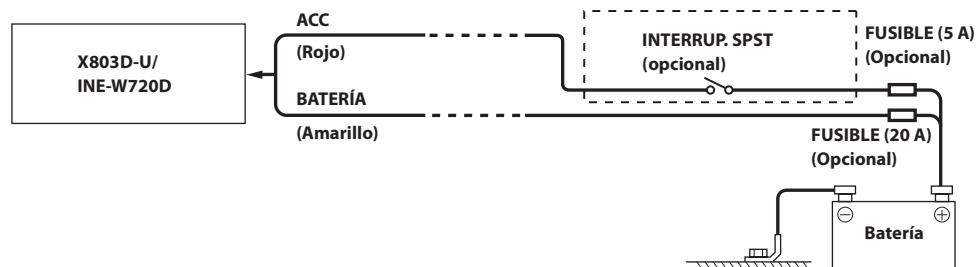 ACC
(Rojo)
X803D-U/
INE-W720D
BATERÍA
(Amarillo)
INTERRUP. SPST
(opcional)
FUSIBLE (5 A)
(Opcional)
FUSIBLE (20 A)
(Opcional)
Batería